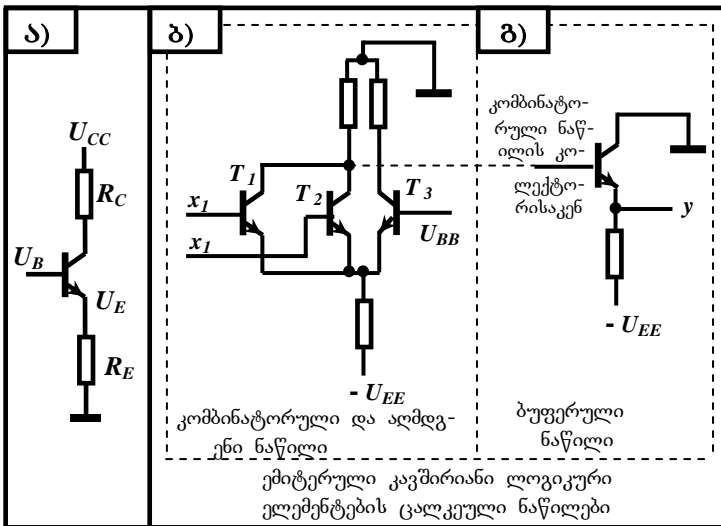 ა)
U_CC
R_C
U_B
U_E
R_E
ბ)
T_1
T_2
T_3
x_1
x_1
U_BB
- U_EE
კომბინატორული და აღმდგ-
ენი ნაწილი
გ)
კომბინატო-
რული ნაწ-
ილის კო-
ლექტო-
რისაკენ
y
- U_EE
ბუფერული
ნაწილი
ემიტერული კავშირიანი ლოგიკური
ელემენტების ცალკეული ნაწილები